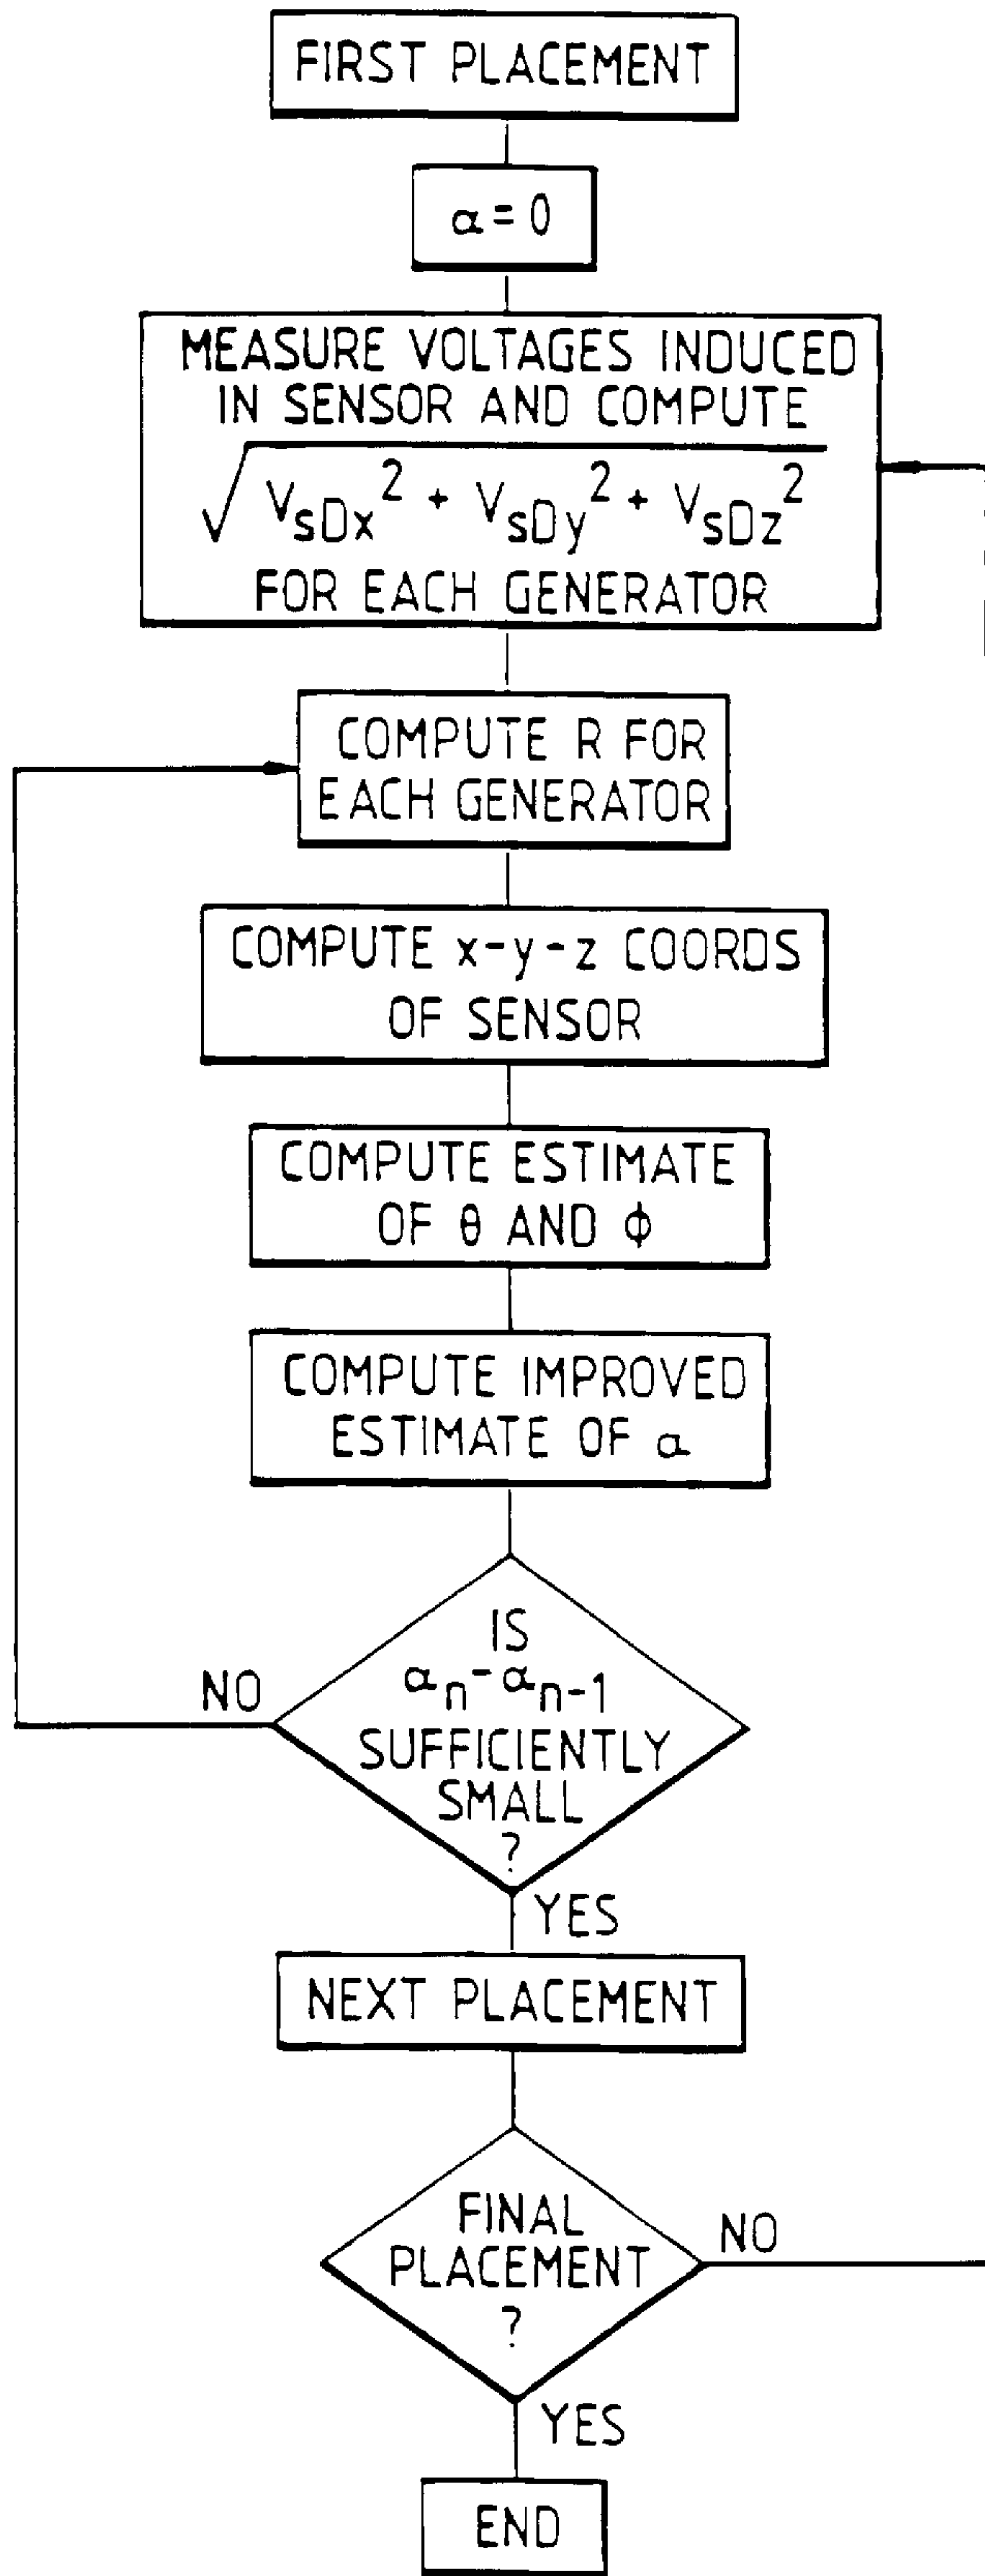 FIRST PLACEMENT
α = 0
MEASURE VOLTAGES INDUCED
IN SENSOR AND COMPUTE
√VsDx² + VsDy² + VsDz²
FOR EACH GENERATOR
COMPUTE R FOR
EACH GENERATOR
COMPUTE x-y-z COORDS
OF SENSOR
COMPUTE ESTIMATE
OF θ AND ϕ
COMPUTE IMPROVED
ESTIMATE OF α
IS
αn-αn-1
NO
SUFFICIENTLY
SMALL
?
YES
NEXT PLACEMENT
FINAL
NO
PLACEMENT
?
YES
END